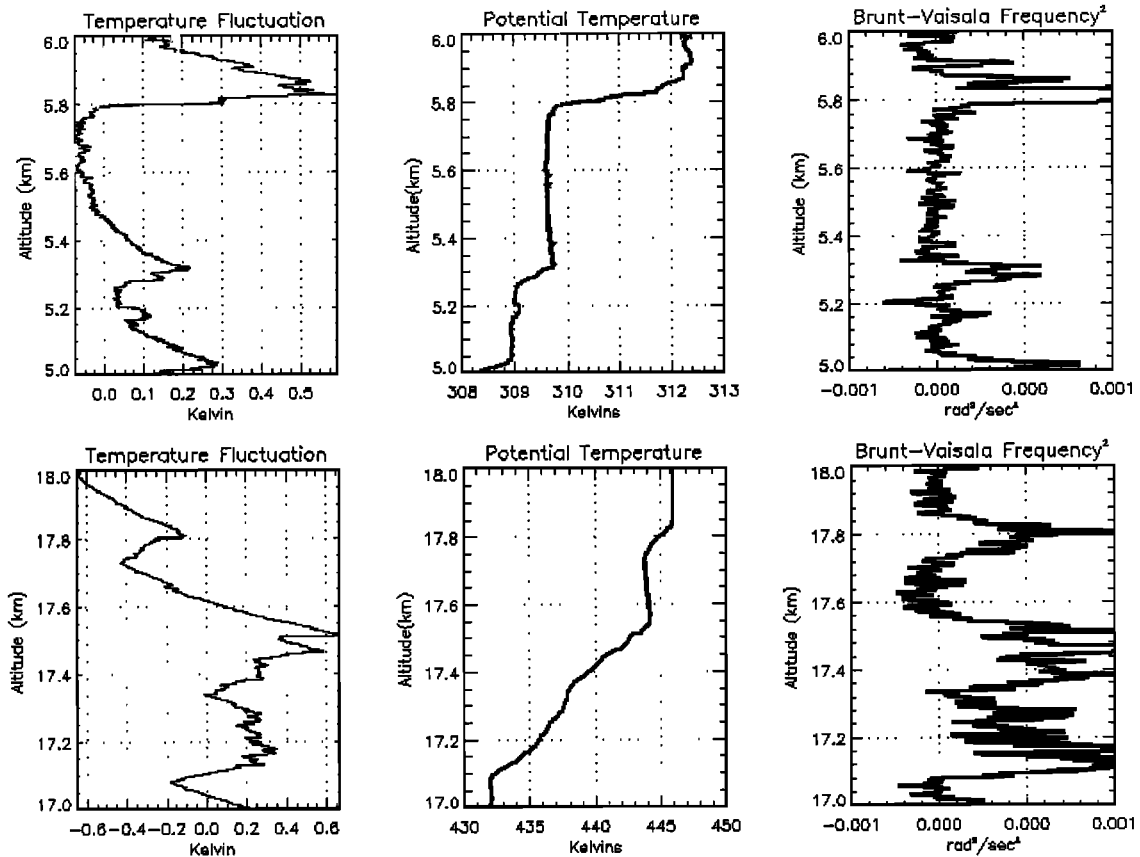 Temperature Fluctuation
Potential Temperature
Brunt-Vaisala Frequency²
6.0
5.8
5.6
5.4
5.2
5.0
Altitude (km)
0.0 0.1 0.2 0.3 0.4 0.5
Kelvin
6.0
5.8
5.6
5.4
5.2
5.0
Altitude(km)
308 309 310 311 312 313
Kelvins
6.0
5.8
5.6
5.4
5.2
5.0
Altitude (km)
-0.001 0.000 0.000 0.001
rad²/sec²
Temperature Fluctuation
Potential Temperature
Brunt-Vaisala Frequency²
18.0
17.8
17.6
17.4
17.2
17.0
Altitude (km)
-0.6-0.4-0.2 0.0 0.2 0.4 0.6
Kelvin
18.0
17.8
17.6
17.4
17.2
17.0
Altitude(km)
430 435 440 445 450
Kelvins
18.0
17.8
17.6
17.4
17.2
17.0
Altitude (km)
-0.001 0.000 0.000 0.001
rad²/sec²